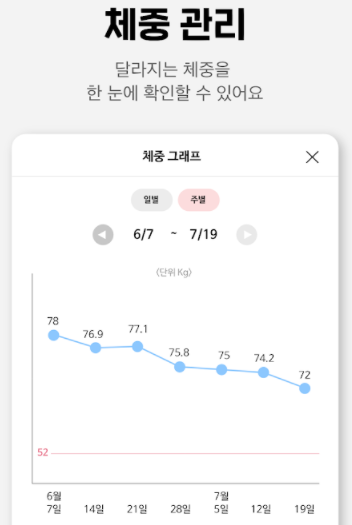 체중 관리
달라지는 체중을
한 눈에 확인할 수 있어요
체중 그래프
일별 주별
6/7 ~ 7/19
(단위 Kg)
78
76.9
77.1
75.8
75
74.2
72
52
6월 7월
7일 14일 21일 28일 5일 12일 19일